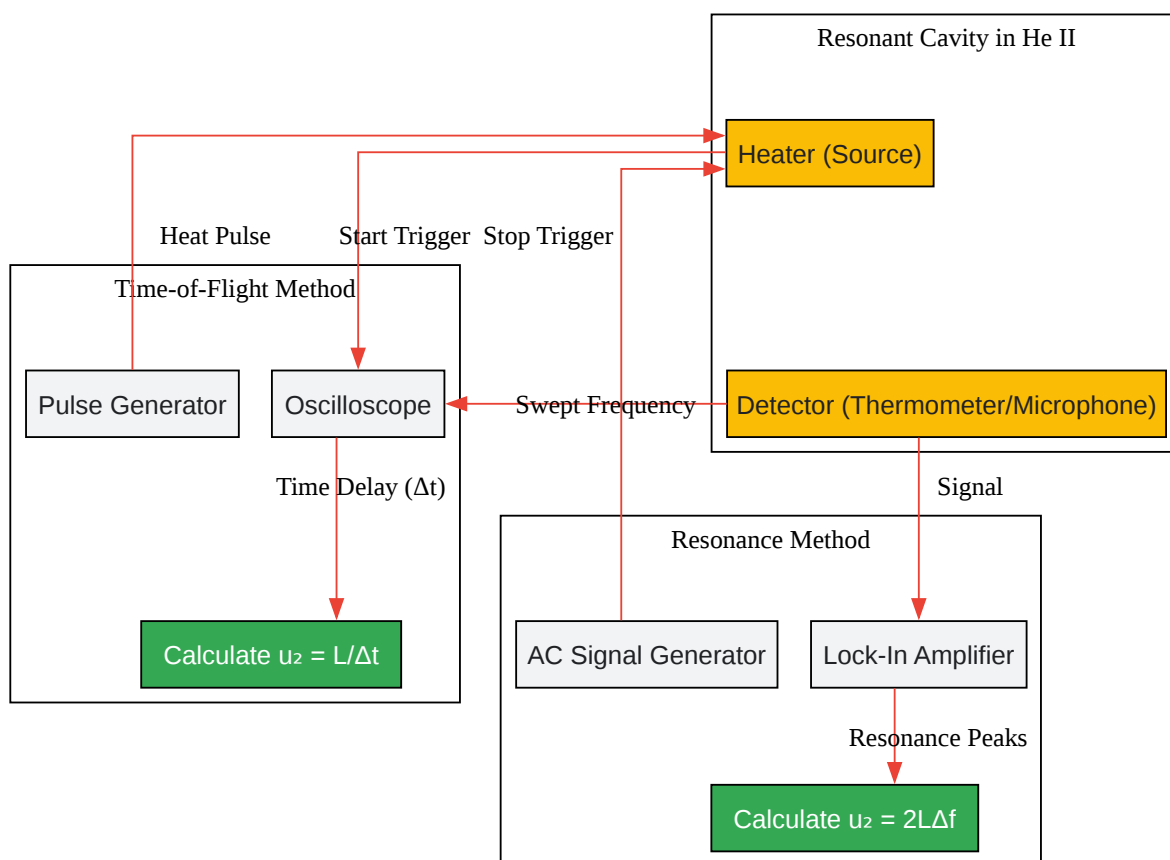 Resonant Cavity in He II
Heater (Source)
Heat Pulse
Start Trigger
Stop Trigger
Time-of-Flight Method
Pulse Generator
Oscilloscope
Swept Frequency
Detector (Thermometer/Microphone)
Time Delay (Δt)
Signal
Resonance Method
Calculate u₂ = L/Δt
AC Signal Generator
Lock-In Amplifier
Resonance Peaks
Calculate u₂ = 2LΔf